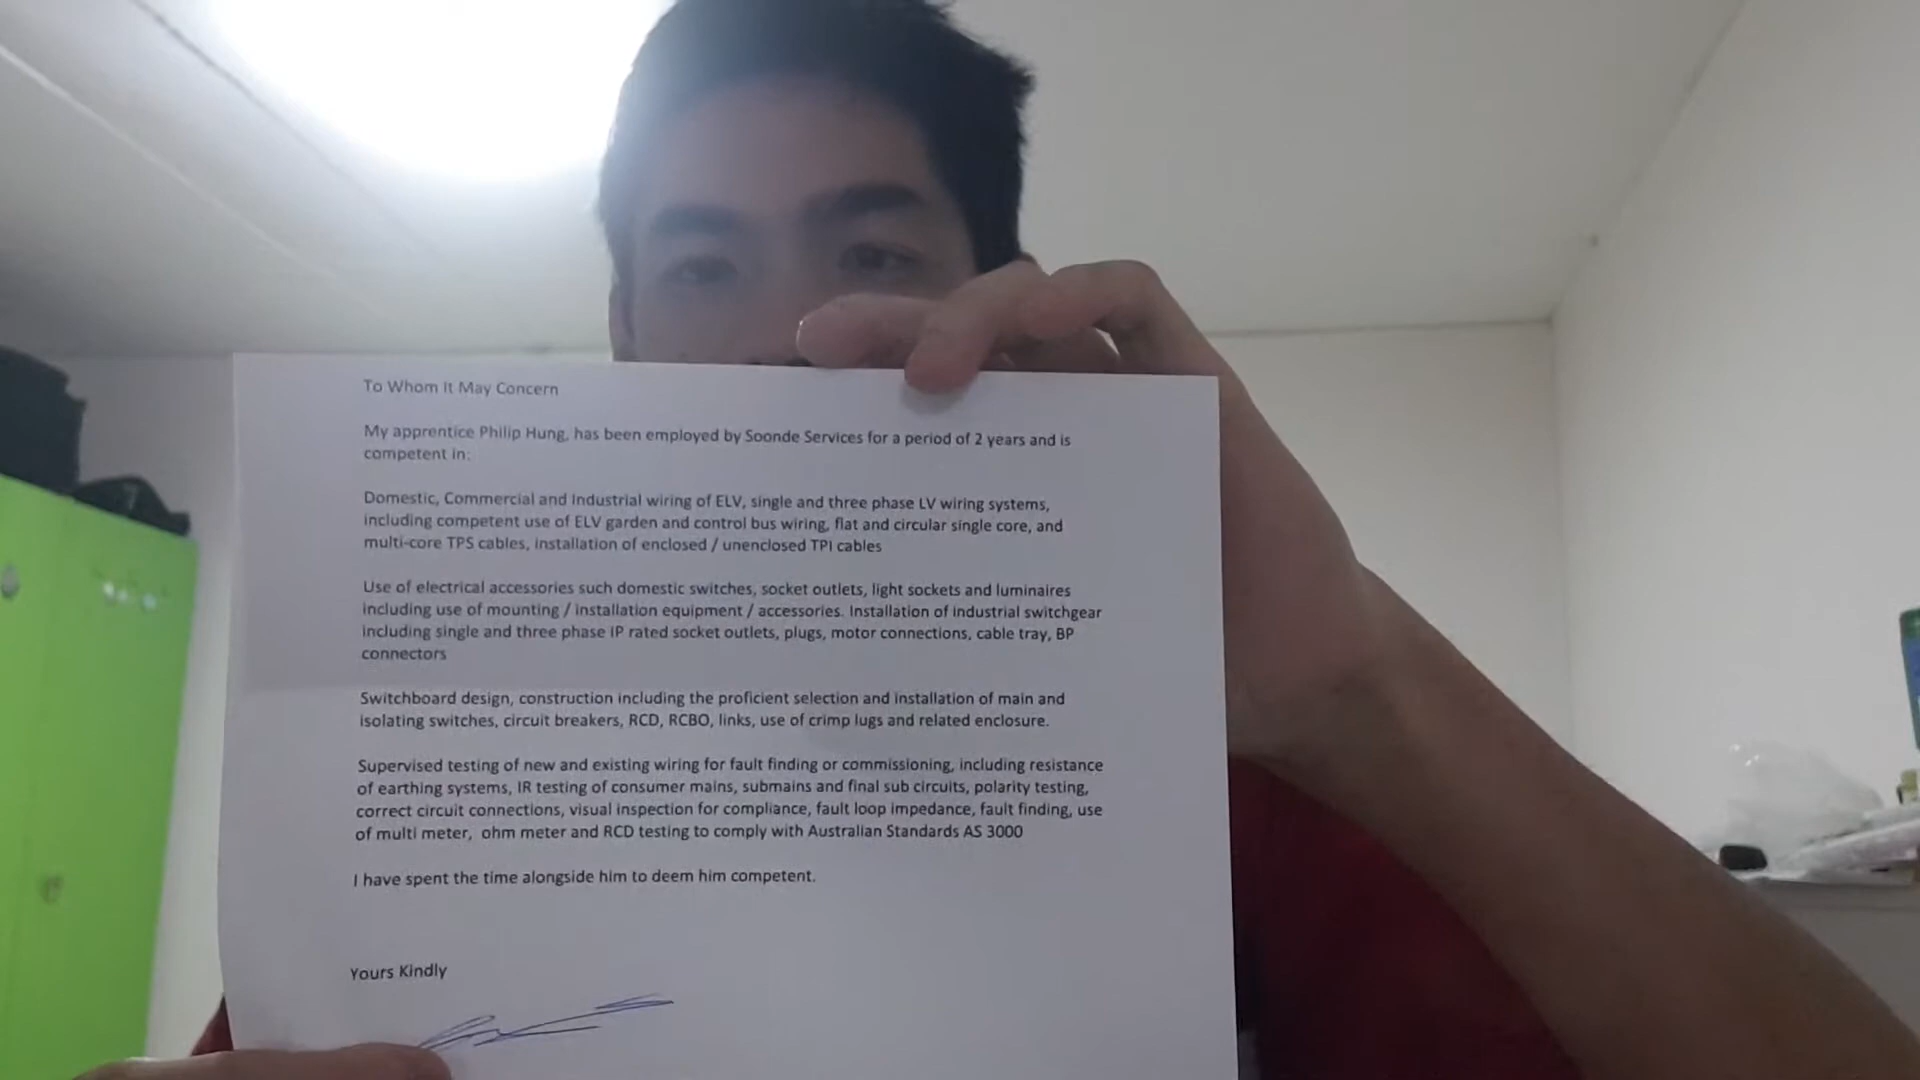 To Whom It May Concern
My apprentice Philip Hung, has been employed by Soonde Services for a period of 2 years and is
competent in:
Domestic, Commercial and Industrial wiring of ELV, single and three phase LV wiring systems,
including competent use of ELV garden and control bus wiring, flat and circular single core, and
multi-core TPS cables, installation of enclosed / unenclosed TPI cables
Use of electrical accessories such domestic switches, socket outlets, light sockets and luminaires
including use of mounting / installation equipment / accessories. Installation of industrial switchgear
including single and three phase IP rated socket outlets, plugs, motor connections, cable tray, BP
connectors
Switchboard design, construction including the proficient selection and installation of main and
isolating switches, circuit breakers, RCD, RCBO, links, use of crimp lugs and related enclosure.
Supervised testing of new and existing wiring for fault finding or commissioning, including resistance
of earthing systems, IR testing of consumer mains, submains and final sub circuits, polarity testing,
correct circuit connections, visual inspection for compliance, fault loop impedance, fault finding, use
of multi meter,  ohm meter and RCD testing to comply with Australian Standards AS 3000
I have spent the time alongside him to deem him competent.
Yours Kindly